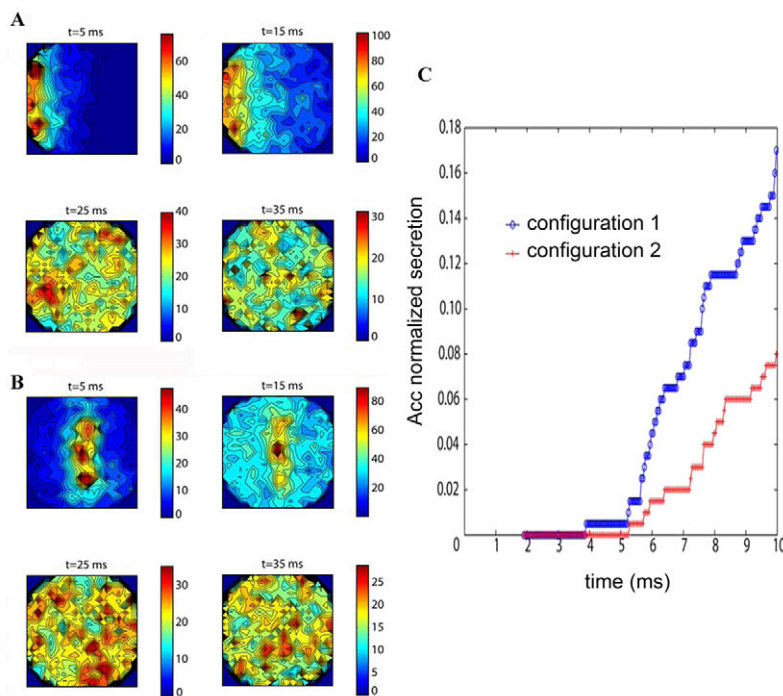 A
t=5 ms
60
40
20
0
t=15 ms
100
80
60
40
20
0
t=25 ms
40
30
20
10
0
t=35 ms
30
20
10
0
B
t=5 ms
40
30
20
10
0
t=15 ms
80
60
40
20
t=25 ms
30
20
10
0
t=35 ms
25
20
15
10
5
0
C
Acc normalized secretion
0.18
0.16
0.14
0.12
0.10
0.08
0.06
0.04
0.02
configuration 1
configuration 2
0 1 2 3 4 5 6 7 8 9 10
time (ms)